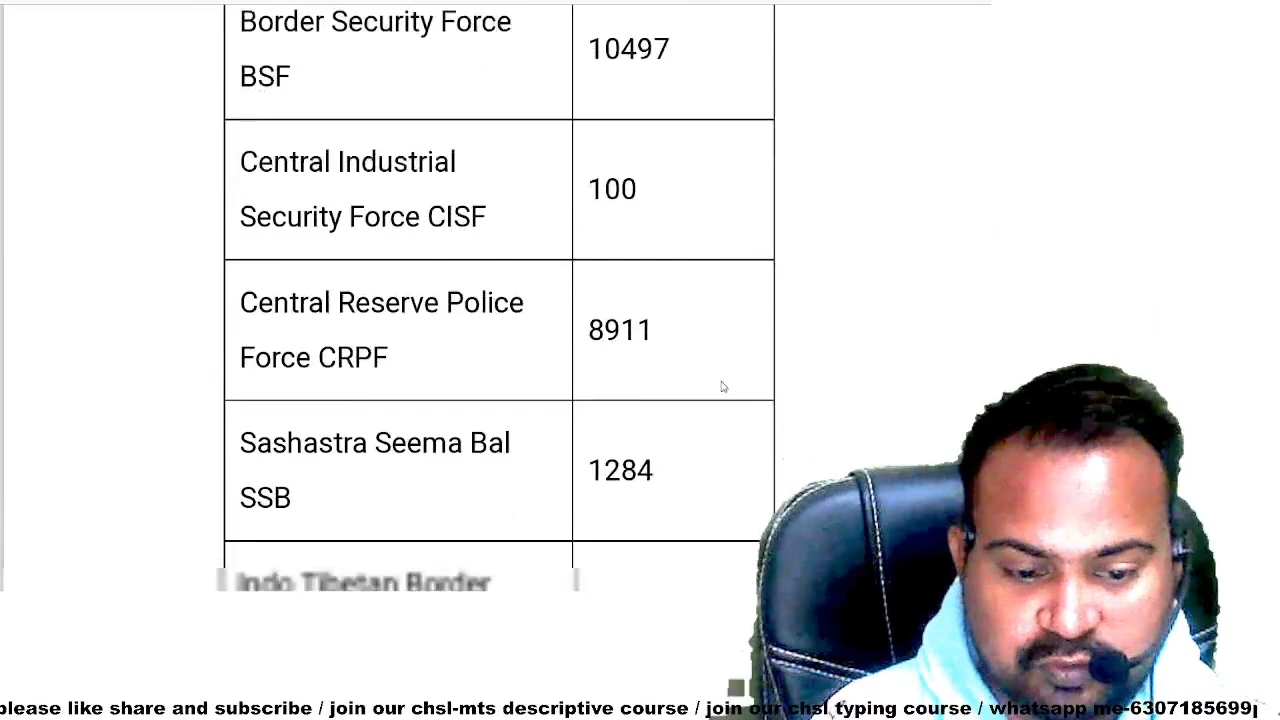 Border Security Force
BSF
10497
Central Industrial
Security Force CISF
100
Central Reserve Police
Force CRPF
8911
Sashastra Seema Bal
SSB
1284
Indo Tibetan Border
please like share and subscribe / join our chsl-mts descriptive course / join our chsl typing course / whatsapp me-6307185699